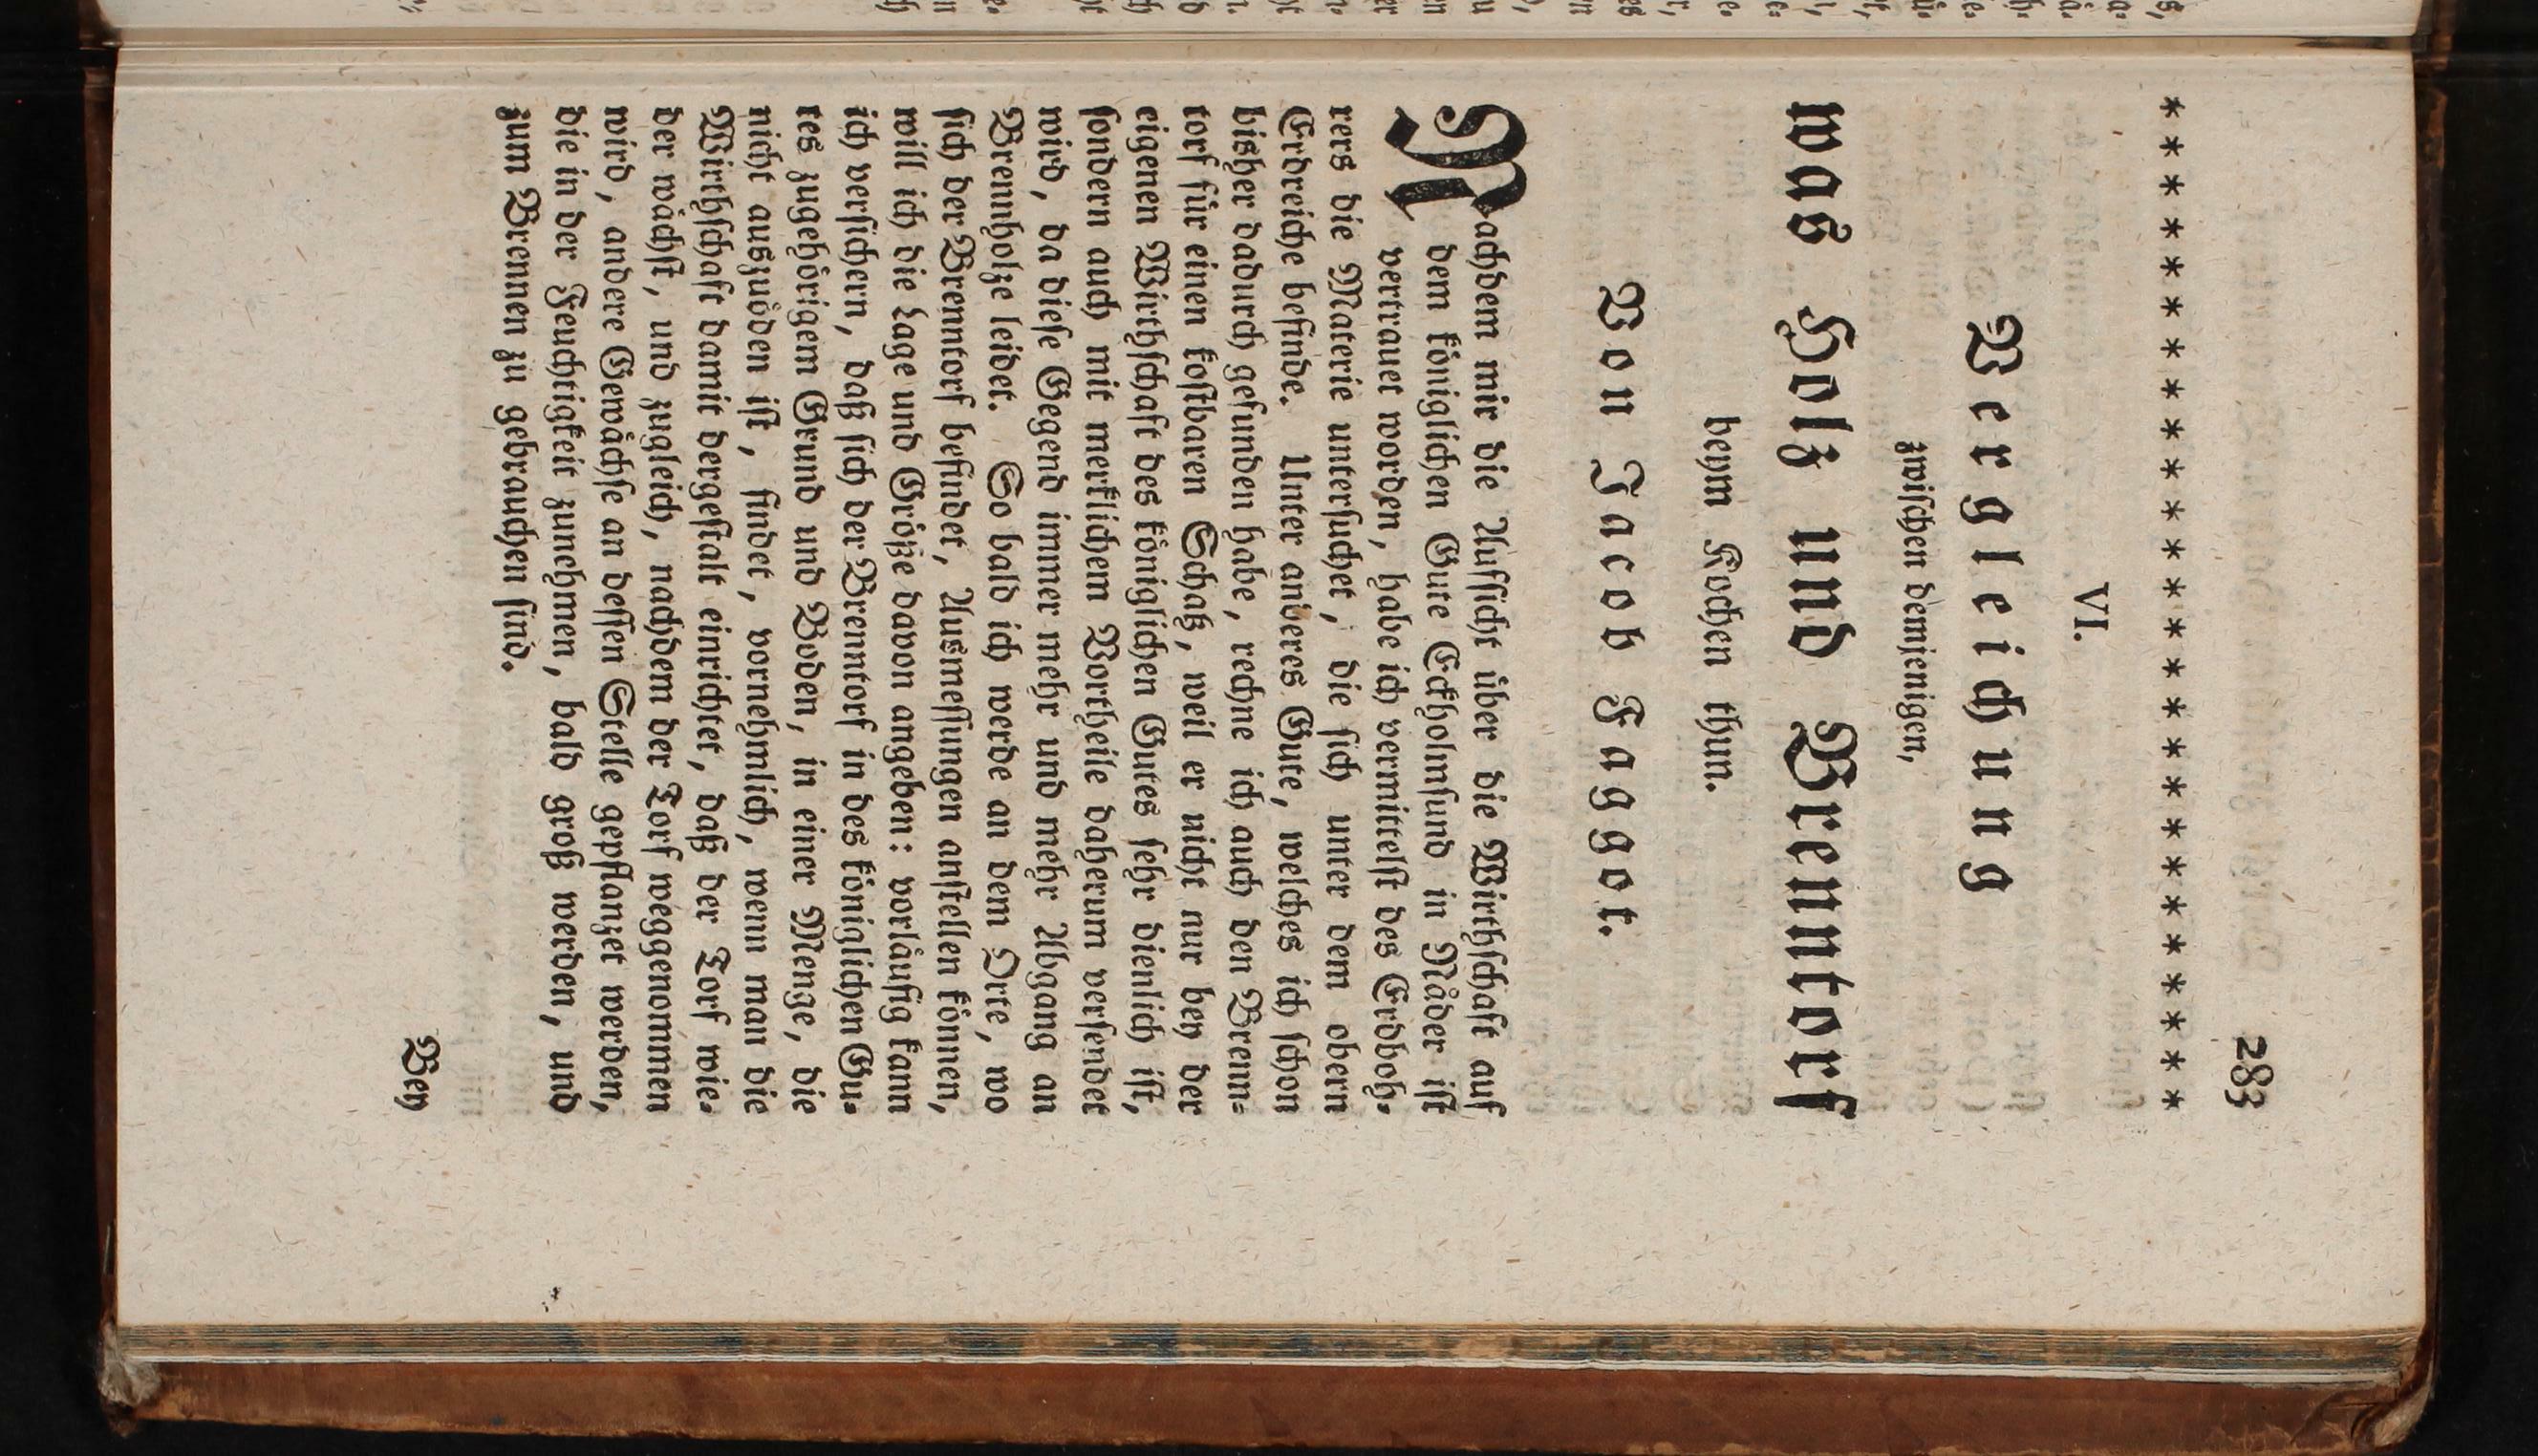 283
* * * * * * * * * * * * * * * * * * * * * * * * * *
VI.
Vergleichung
zwischen demjenigen,
was Holz und Brenntorf
beym Kochen thun.
Von Jacob Faggot.
Nachdem mir die Aufsicht über die Wirthschaft auf
dem königlichen Gute Eckholmsund in Måder ist
vertrauet worden, habe ich vermittelst des Erdboh-
rers die Materie untersuchet, die sich unter dem obern
Erdreiche befinde. Unter anderes Gute, welches ich schon
bisher dadurch gefunden habe, rechne ich auch den Brenn-
torf für einen kostbaren Schatz, weil er nicht nur bey der
eigenen Wirthschaft des königlichen Gutes sehr dienlich ist,
sondern auch mit merklichem Vortheile daherum versendet
wird, da diese Gegend immer mehr und mehr Abgang an
Brennholze leidet. So bald ich werde an dem Orte, wo
sich der Brenntorf befindet, Ausmessungen anstellen können,
will ich die Lage und Größe davon angeben: vorläufig kann
ich versichern, daß sich der Brenntorf in des königlichen Gu-
tes zugehörigem Grund und Boden, in einer Menge, die
nicht auszuöden ist, findet, vornehmlich, wenn man die
Wirthschaft damit dergestalt einrichtet, daß der Torf wie-
der wächst, und zugleich, nachdem der Torf weggenommen
wird, andere Gewächse an dessen Stelle gepflanzet werden,
die in der Feuchtigkeit zunehmen, bald groß werden, und
zum Brennen zu gebrauchen sind.
Bey